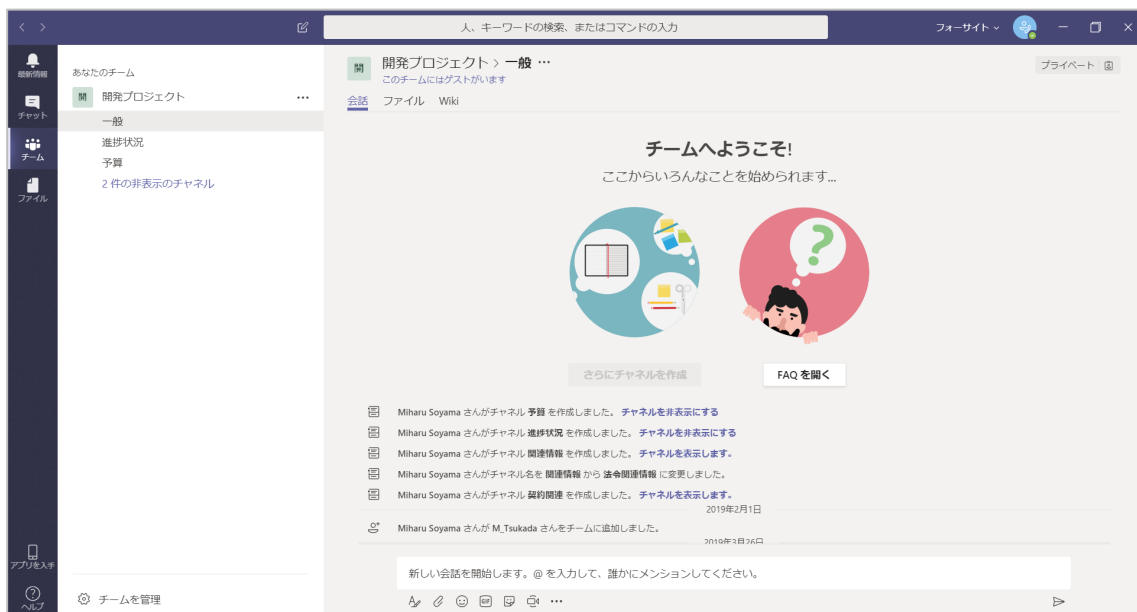 人、キーワードの検索、またはコマンドの入力
フォーサイト
最新情報
チャット
チーム
ファイル
アプリを入手
ヘルプ
あなたのチーム
開 開発プロジェクト ...
一般
進捗状況
予算
2 件の非表示のチャネル
チームを管理
開 開発プロジェクト > 一般 ...
このチームにはゲストがいます
プライベート
会話 ファイル Wiki
チームへようこそ!
ここからいろんなことを始められます...
さらにチャネルを作成 FAQ を開く
Miharu Soyama さんがチャネル 予算 を作成しました。 チャネルを非表示にする
Miharu Soyama さんがチャネル 進捗状況 を作成しました。 チャネルを非表示にする
Miharu Soyama さんがチャネル 関連情報 を作成しました。 チャネルを表示します。
Miharu Soyama さんがチャネル名を 関連情報 から 法令関連情報 に変更しました。
Miharu Soyama さんがチャネル 契約関連 を作成しました。 チャネルを表示します。
2019年2月1日
Miharu Soyama さんが M_Tsukada さんをチームに追加しました。
2019年3月26日
新しい会話を開始します。@ を入力して、誰かにメンションしてください。
GIF